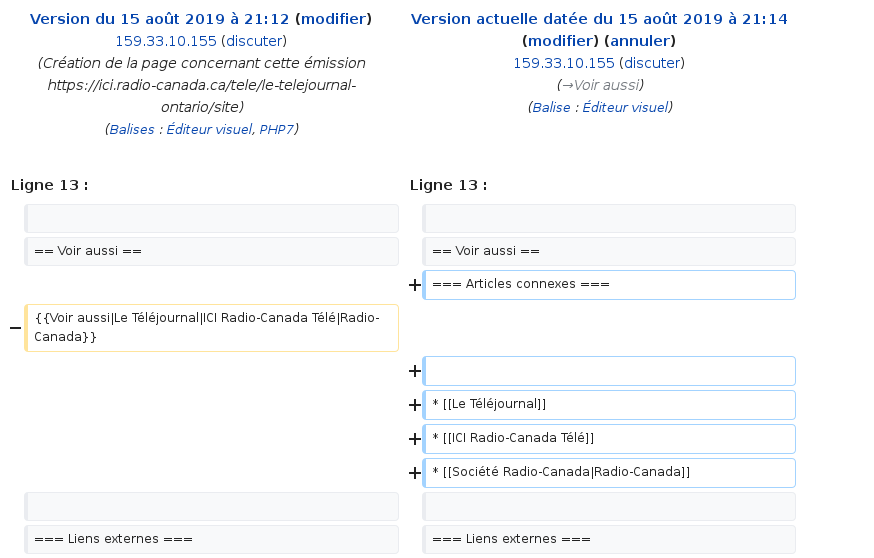 Version du 15 août 2019 à 21:12 (modifier)
159.33.10.155 (discuter)
(Création de la page concernant cette émission
https://ici.radio-canada.ca/tele/le-telejournal-
ontario/site)
(Balises : Éditeur visuel, PHP7)
Version actuelle datée du 15 août 2019 à 21:14
(modifier) (annuler)
159.33.10.155 (discuter)
(→Voir aussi)
(Balise : Éditeur visuel)
Ligne 13 :
Ligne 13 :
== Voir aussi ==
== Voir aussi ==
+ === Articles connexes ===
− {{Voir aussi|Le Téléjournal|ICI Radio-Canada Télé|Radio-
Canada}}
+
+ * [[Le Téléjournal]]
+ * [[ICI Radio-Canada Télé]]
+ * [[Société Radio-Canada|Radio-Canada]]
=== Liens externes ===
=== Liens externes ===